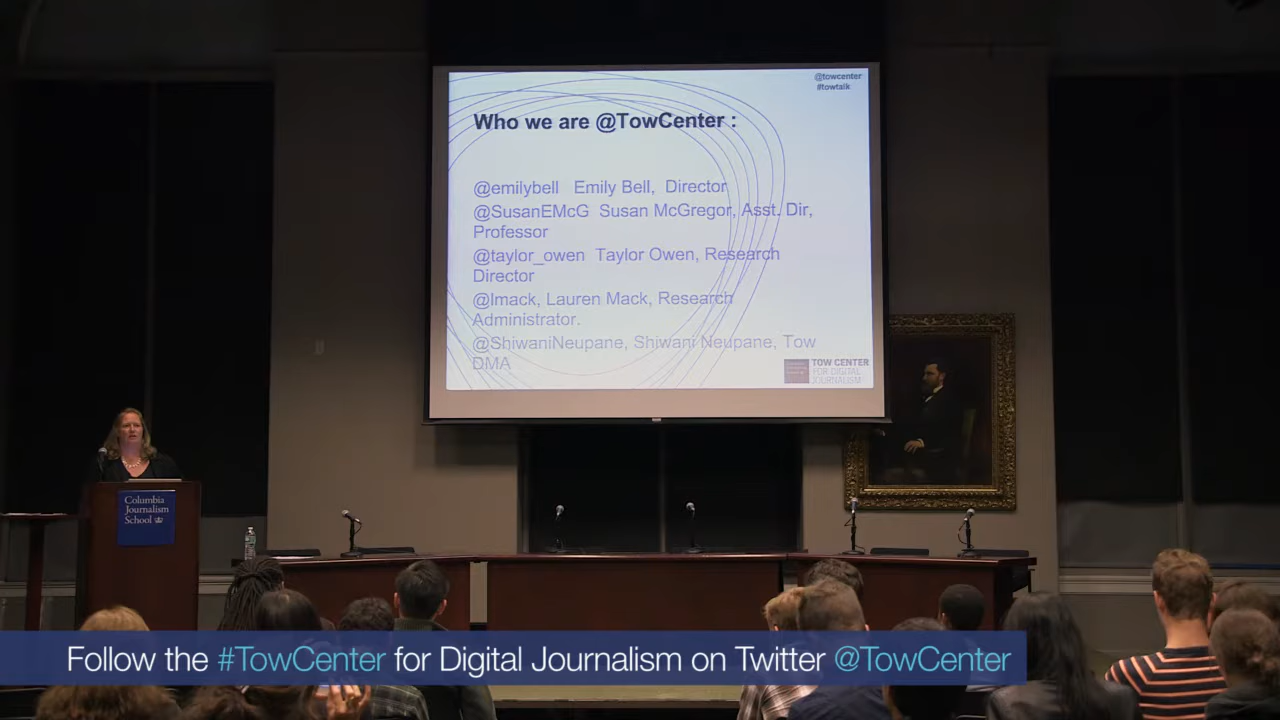 @towcenter
#towtalk
Who we are @TowCenter :
@emilybell Emily Bell, Director
@SusanEMcG Susan McGregor, Asst. Dir,
Professor
@taylor_owen Taylor Owen, Research
Director
@lmack, Lauren Mack, Research
Administrator.
@ShiwaniNeupane, Shiwani Neupane, Tow
DMA
TOW CENTER
FOR DIGITAL
JOURNALISM
Columbia
Journalism
School
Follow the #TowCenter for Digital Journalism on Twitter @TowCenter